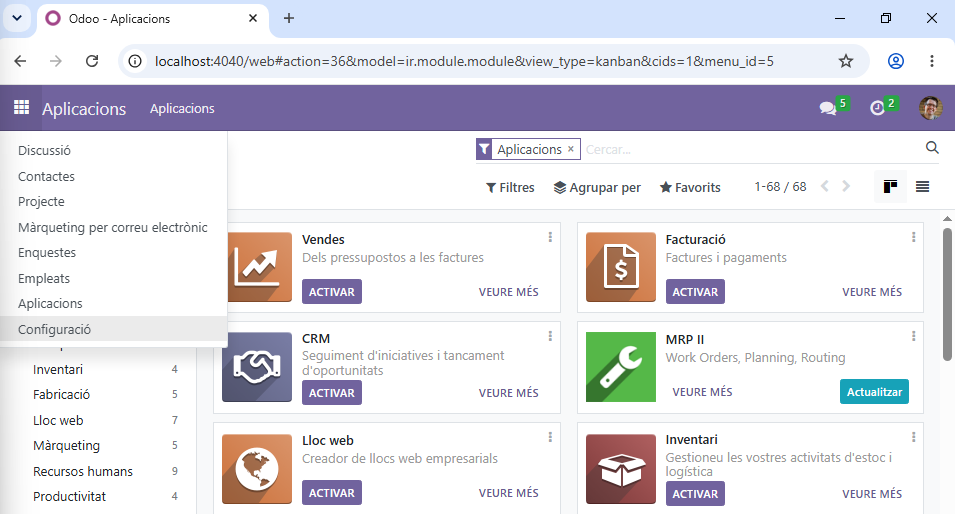 Odoo - Aplicacions
localhost:4040/web#action=36&model=ir.module.module&view_type=kanban&cids=1&menu_id=5
Aplicacions
Aplicacions
5
2
Discussió
Contactes
Projecte
Màrqueting per correu electrònic
Enquestes
Empleats
Aplicacions
Configuració
Inventari 4
Fabricació 5
Lloc web 7
Màrqueting 5
Recursos humans 9
Productivitat 4
Aplicacions ×
Cercar...
Filtres
Agrupar per
Favorits
1-68 / 68
Vendes
Dels pressupostos a les factures
ACTIVAR
VEURE MÉS
Facturació
Factures i pagaments
ACTIVAR
VEURE MÉS
CRM
Seguiment d'iniciatives i tancament
d'oportunitats
ACTIVAR
VEURE MÉS
MRP II
Work Orders, Planning, Routing
VEURE MÉS
Actualitzar
Lloc web
Creador de llocs web empresarials
ACTIVAR
VEURE MÉS
Inventari
Gestioneu les vostres activitats d'estoc i
logística
ACTIVAR
VEURE MÉS